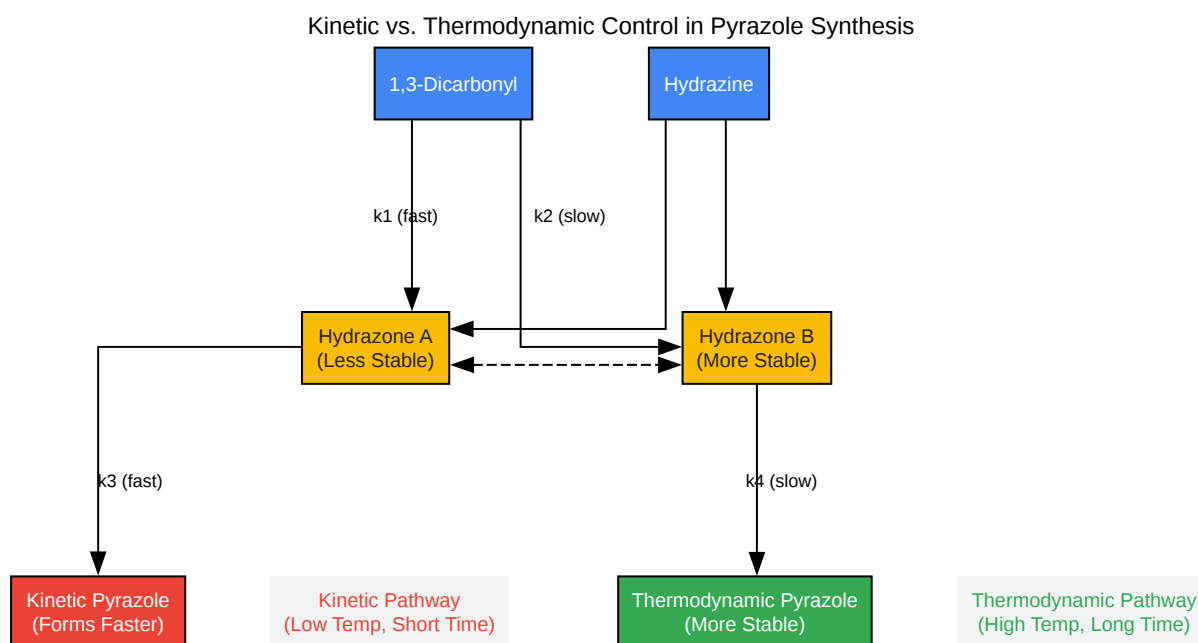 Kinetic vs. Thermodynamic Control in Pyrazole Synthesis
1,3-Dicarbonyl
Hydrazine
k1 (fast)
k2 (slow)
Hydrazone A
(Less Stable)
Hydrazone B
(More Stable)
k3 (fast)
k4 (slow)
Kinetic Pyrazole
(Forms Faster)
Kinetic Pathway
(Low Temp, Short Time)
Thermodynamic Pyrazole
(More Stable)
Thermodynamic Pathway
(High Temp, Long Time)